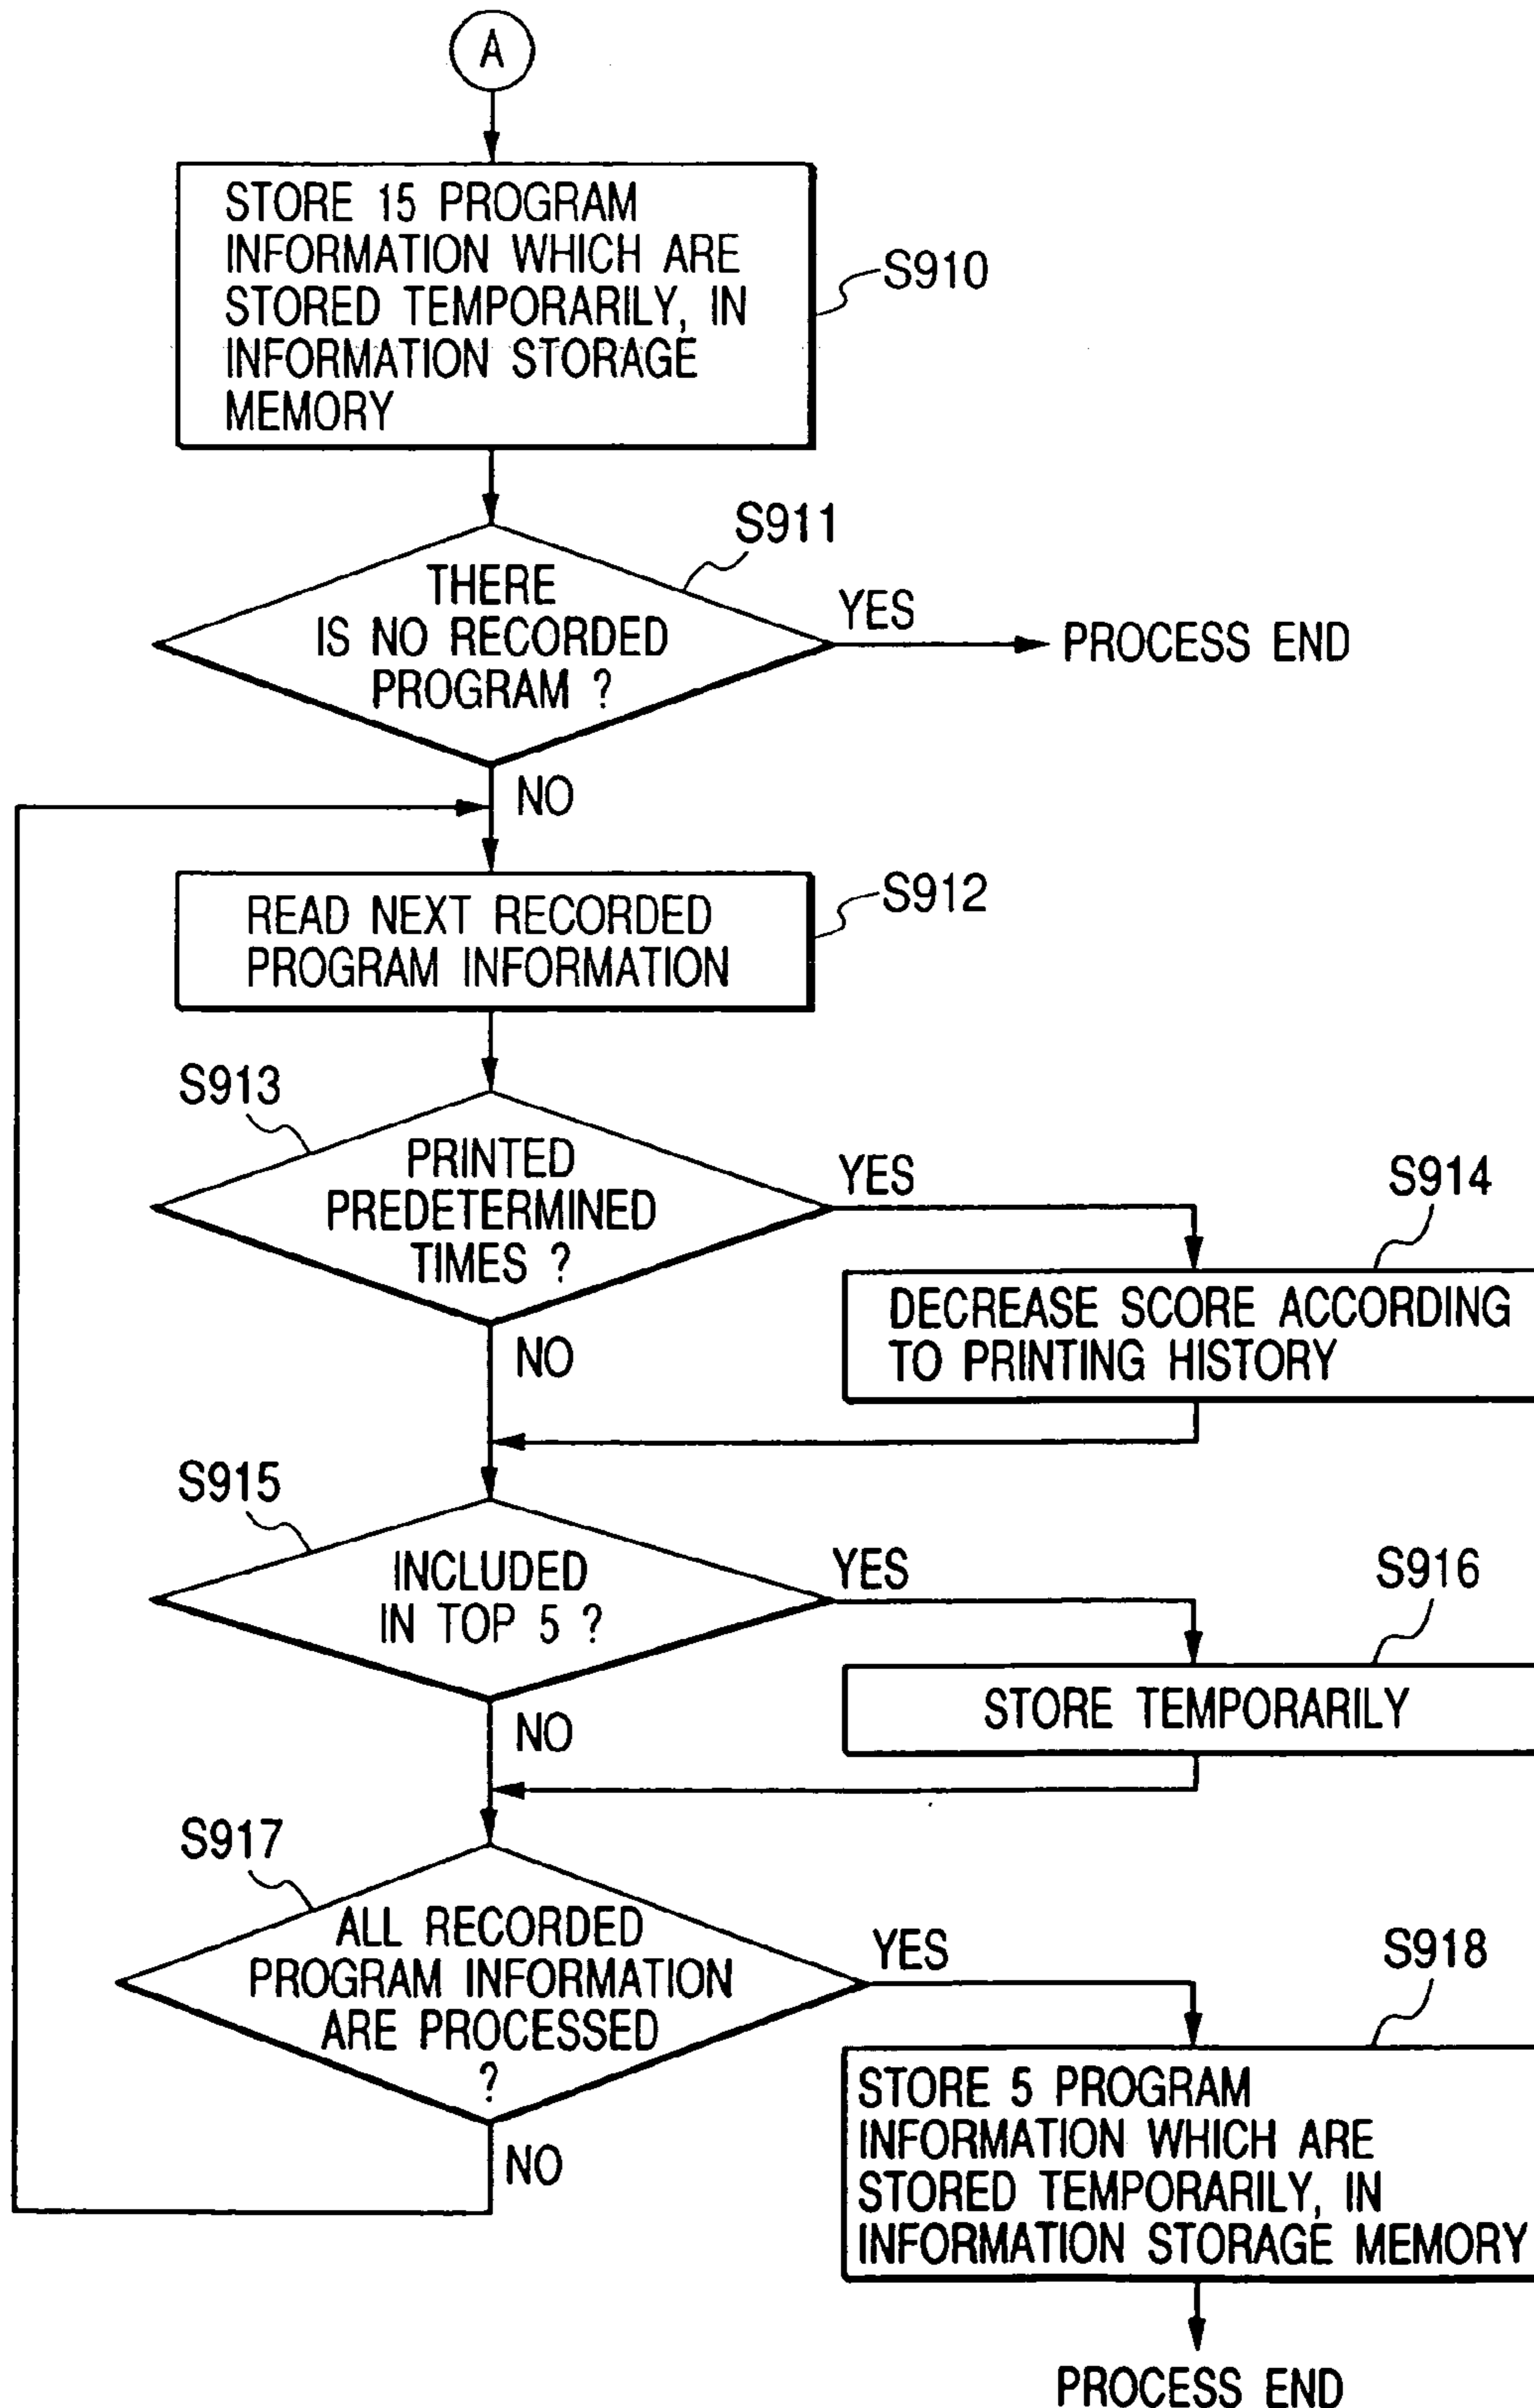 A
STORE 15 PROGRAM
INFORMATION WHICH ARE
STORED TEMPORARILY, IN
INFORMATION STORAGE
MEMORY
S910
S911
THERE
IS NO RECORDED
PROGRAM ?
YES
PROCESS END
NO
READ NEXT RECORDED
PROGRAM INFORMATION
S912
S913
PRINTED
PREDETERMINED
TIMES ?
YES
S914
DECREASE SCORE ACCORDING
TO PRINTING HISTORY
NO
S915
INCLUDED
IN TOP 5 ?
YES
S916
STORE TEMPORARILY
NO
S917
ALL RECORDED
PROGRAM INFORMATION
ARE PROCESSED
?
YES
S918
STORE 5 PROGRAM
INFORMATION WHICH ARE
STORED TEMPORARILY, IN
INFORMATION STORAGE MEMORY
NO
PROCESS END